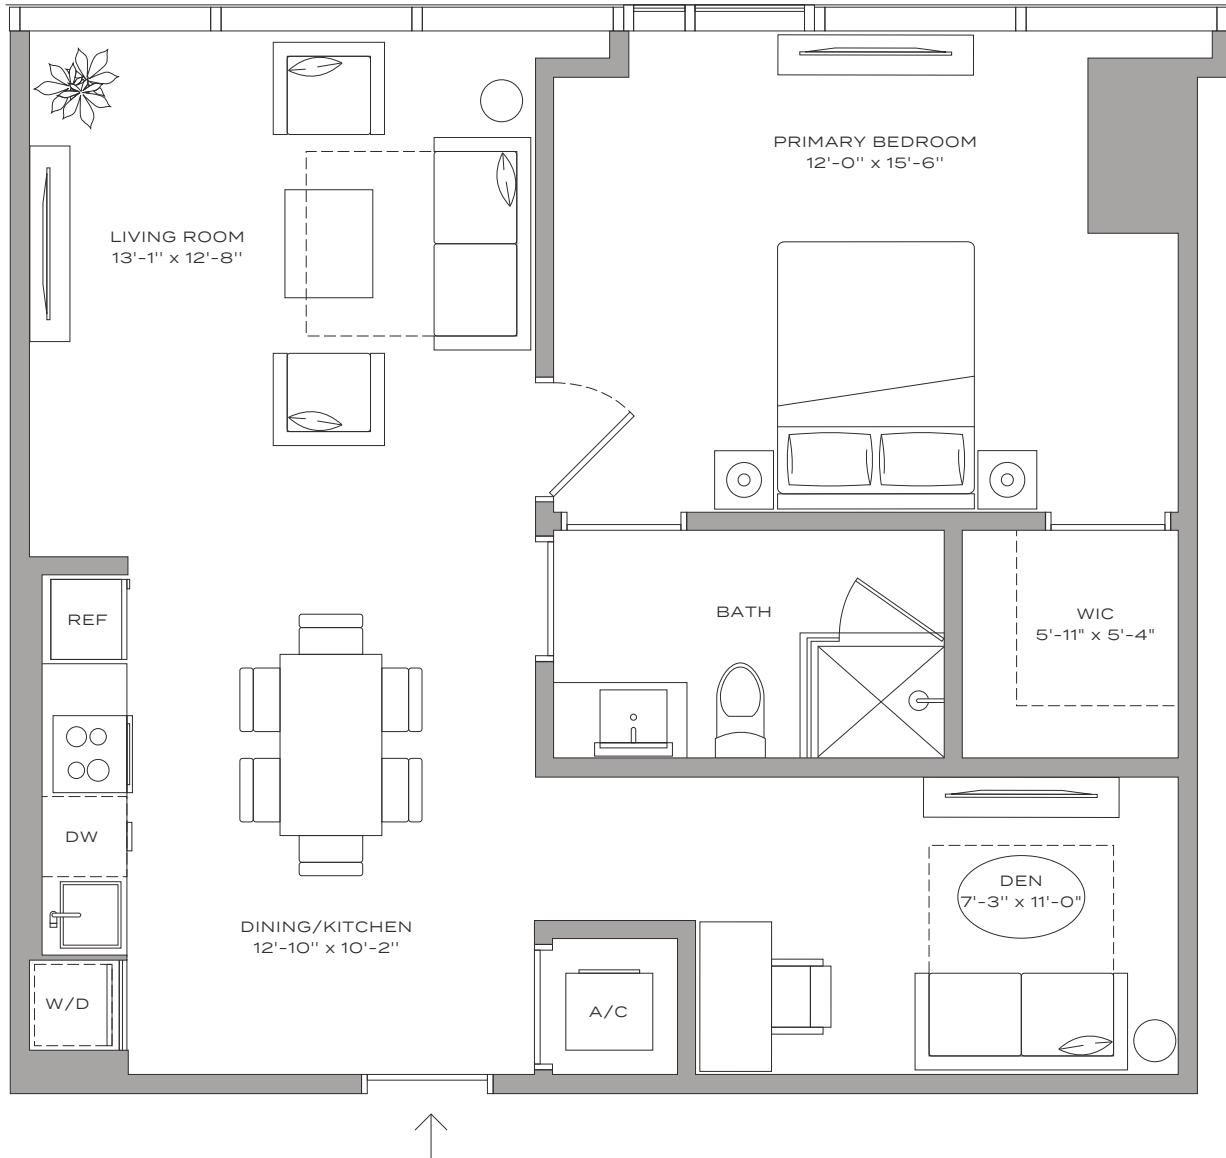 PRIMARY BEDROOM
12'-0'' x 15'-6''
LIVING ROOM
13'-1'' x 12'-8''
REF
BATH
WIC
5'-11" x 5'-4"
DW
DEN
7'-3'' x 11'-0"
DINING/KITCHEN
12'-10'' x 10'-2''
W/D
A/C